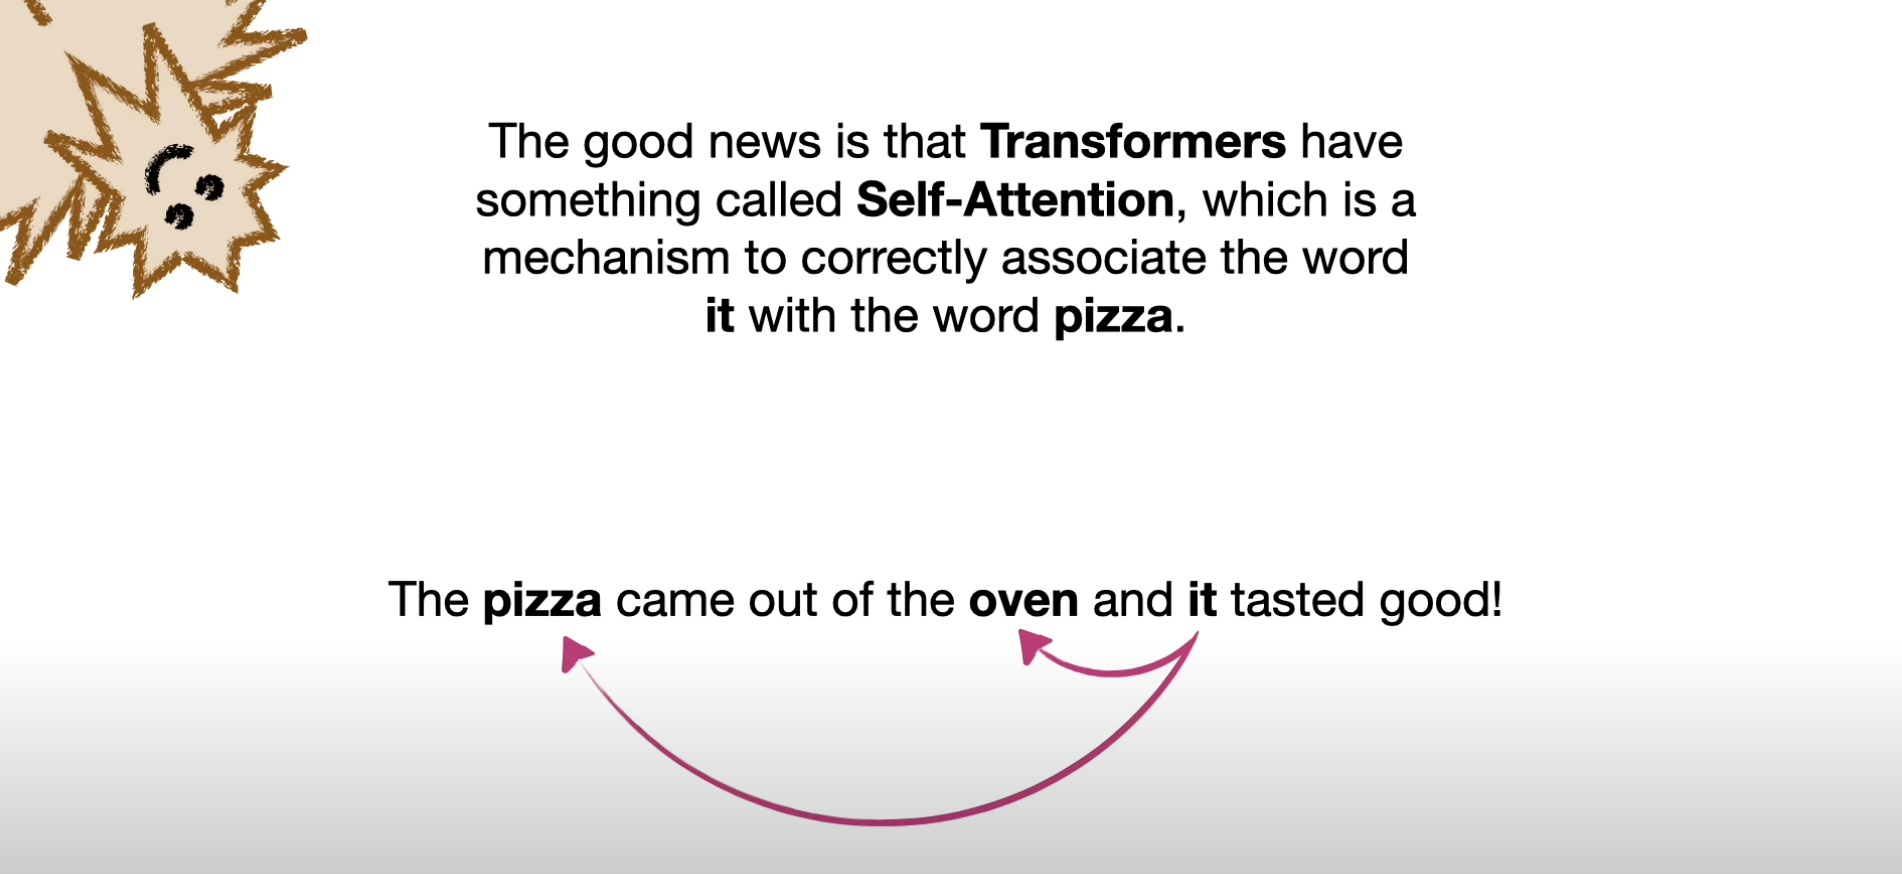 The good news is that Transformers have
something called Self-Attention, which is a
mechanism to correctly associate the word
it with the word pizza.
The pizza came out of the oven and it tasted good!